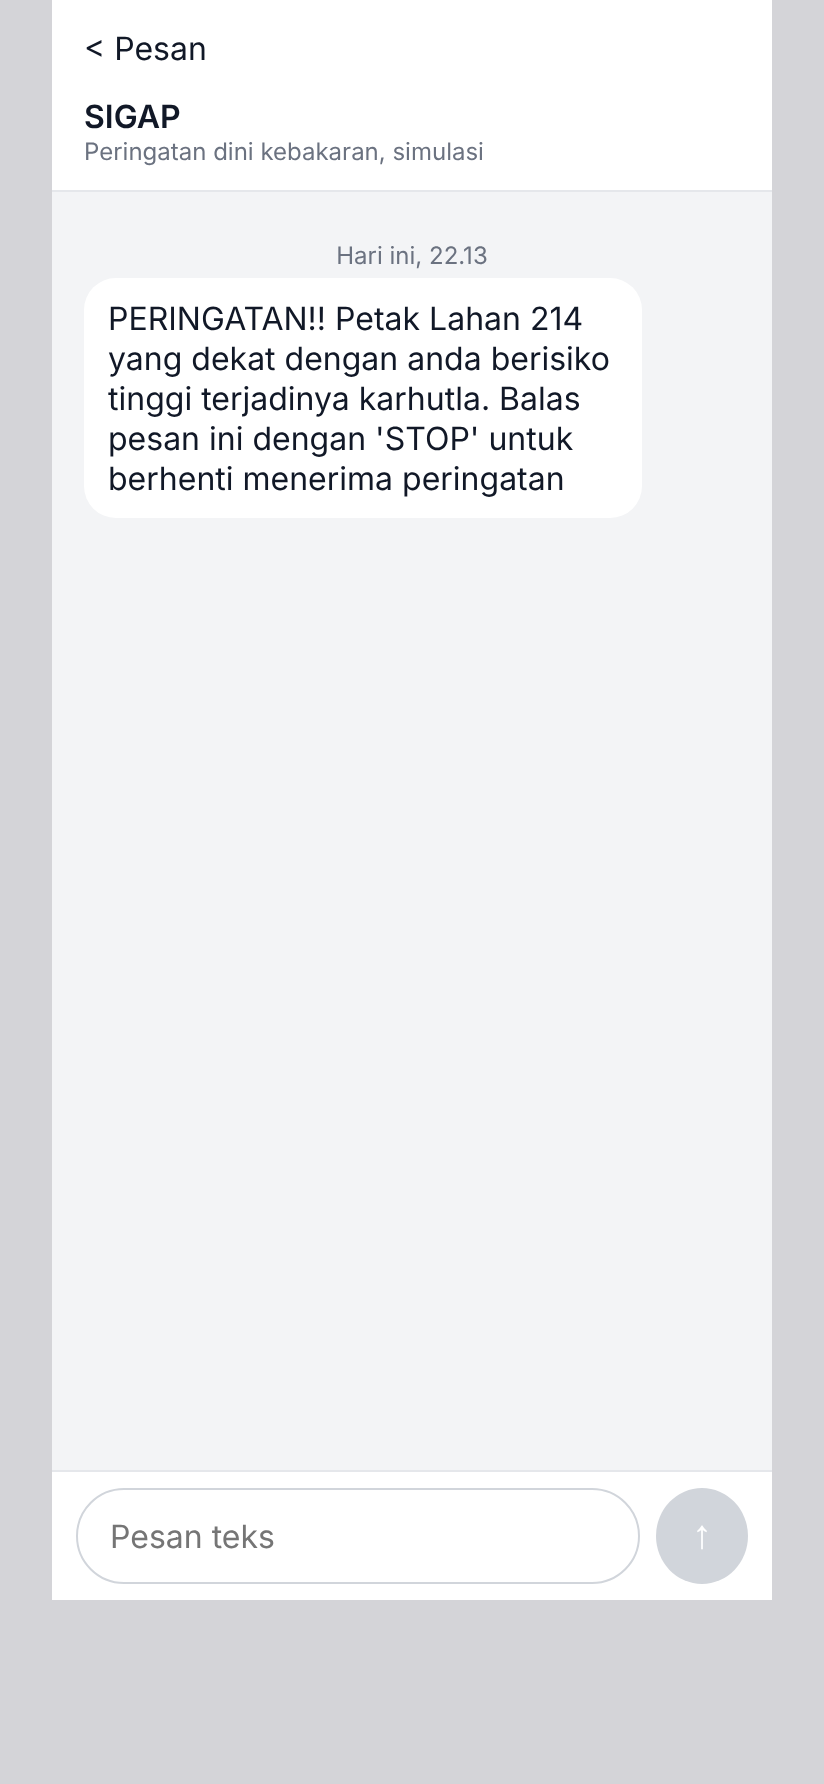 < Pesan
SIGAP
Peringatan dini kebakaran, simulasi
Hari ini, 22.13
PERINGATAN!! Petak Lahan 214
yang dekat dengan anda berisiko
tinggi terjadinya karhutla. Balas
pesan ini dengan 'STOP' untuk
berhenti menerima peringatan
Pesan teks
↑